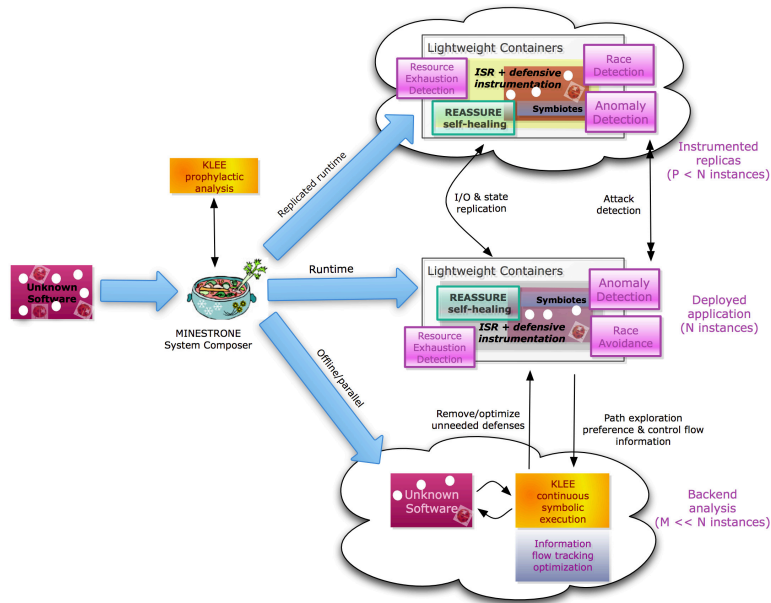 Lightweight Containers
Resource
Exhaustion
Detection
ISR + defensive
instrumentation
Race
Detection
Symbiotes
REASSURE
self-healing
Anomaly
Detection
Instrumented
replicas
(P < N instances)
KLEE
prophylactic
analysis
Replicated runtime
I/O & state
replication
Attack
detection
Unknown
Software
MINESTRONE
System Composer
Runtime
Lightweight Containers
REASSURE
self-healing
Symbiotes
Anomaly
Detection
ISR + defensive
instrumentation
Resource
Exhaustion
Detection
Race
Avoidance
Deployed
application
(N instances)
Offline/parallel
Remove/optimize
unneeded defenses
Path exploration
preference & control flow
information
Unknown
Software
KLEE
continuous
symbolic
execution
Information
flow tracking
optimization
Backend
analysis
(M << N instances)